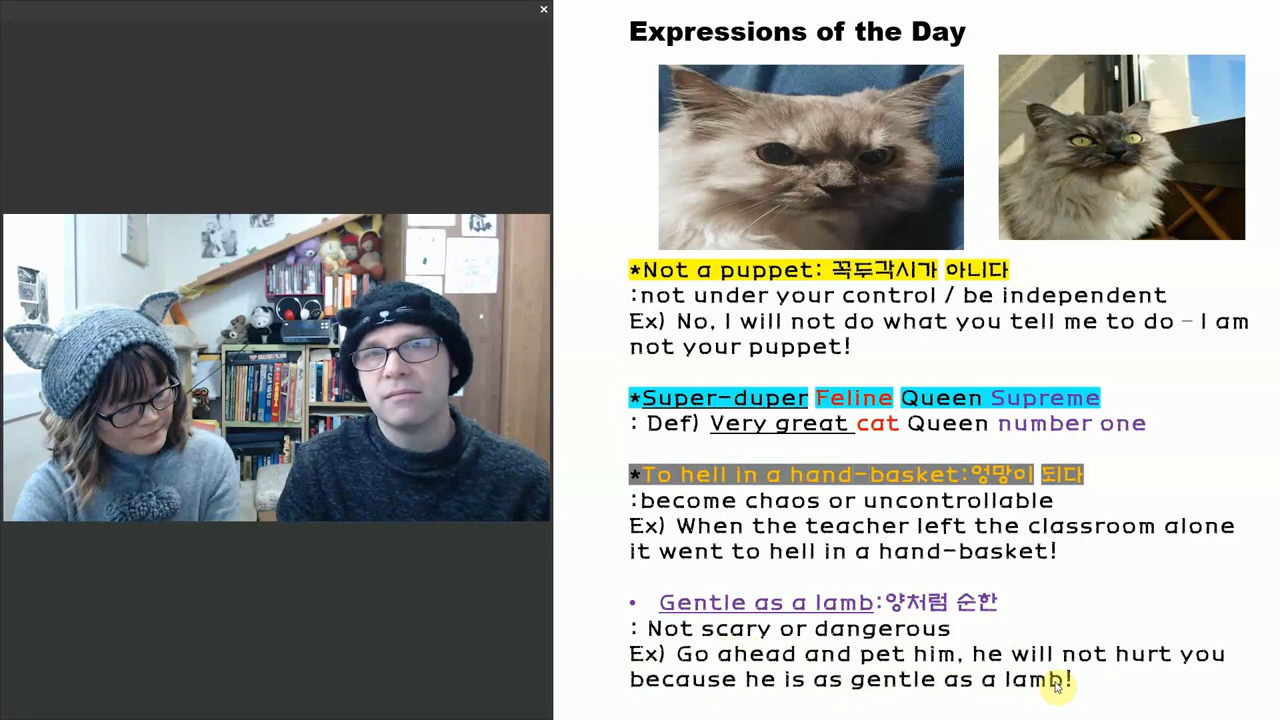 Expressions of the Day
*Not a puppet: 꼭두각시가 아니다
:not under your control / be independent
Ex) No, I will not do what you tell me to do – I am
not your puppet!
*Super-duper Feline Queen Supreme
: Def) Very great cat Queen number one
*To hell in a hand-basket:엉망이 되다
:become chaos or uncontrollable
Ex) When the teacher left the classroom alone
it went to hell in a hand-basket!
• Gentle as a lamb:양처럼 순한
: Not scary or dangerous
Ex) Go ahead and pet him, he will not hurt you
because he is as gentle as a lamb!